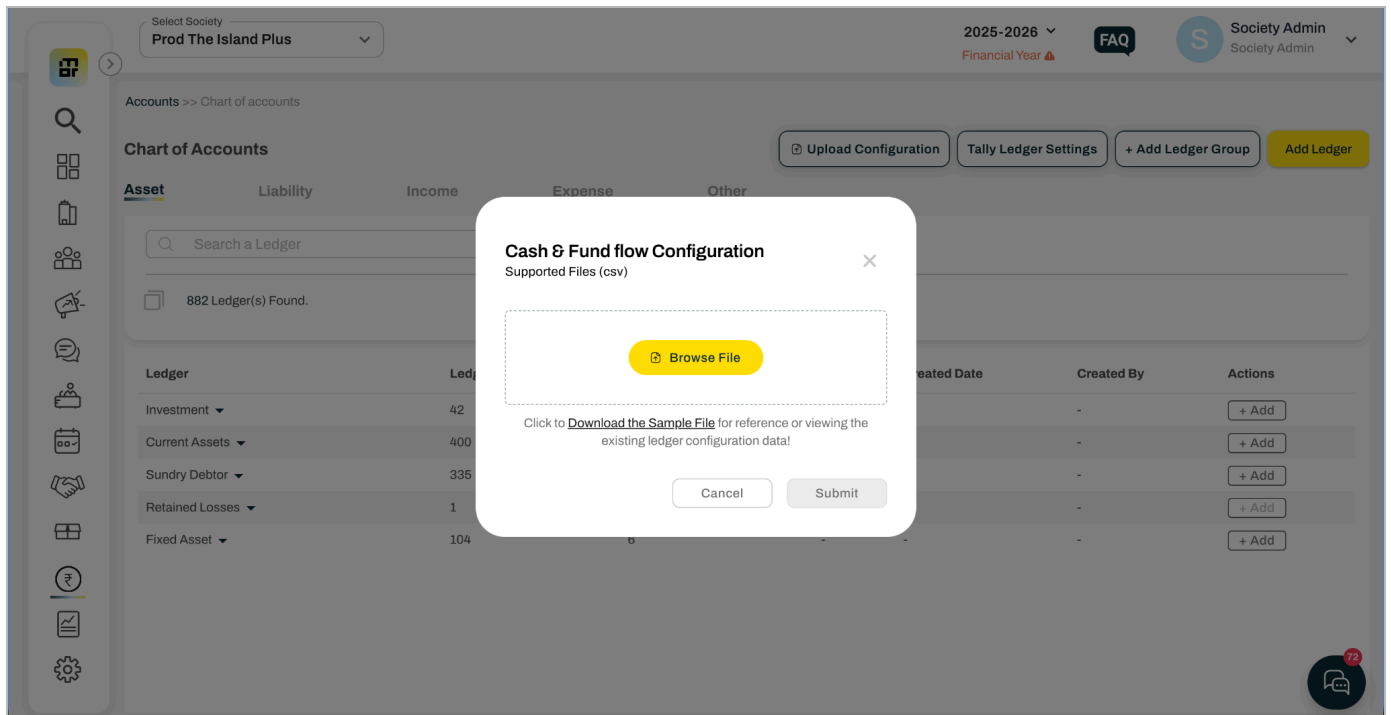 Select Society
Prod The Island Plus
2025-2026
Financial Year
FAQ
S
Society Admin
Society Admin
Accounts >> Chart of accounts
Chart of Accounts
Upload Configuration
Tally Ledger Settings
+ Add Ledger Group
Add Ledger
Asset
Liability
Income
Expense
Other
Search a Ledger
882 Ledger(s) Found.
Cash & Fund flow Configuration
Supported Files (csv)
Browse File
Click to Download the Sample File for reference or viewing the
existing ledger configuration data!
Cancel
Submit
Ledger
Created By
Actions
Investment
42
-
+ Add
Current Assets
400
-
+ Add
Sundry Debtor
335
-
+ Add
Retained Losses
1
-
+ Add
Fixed Asset
104
6
-
-
-
+ Add
72